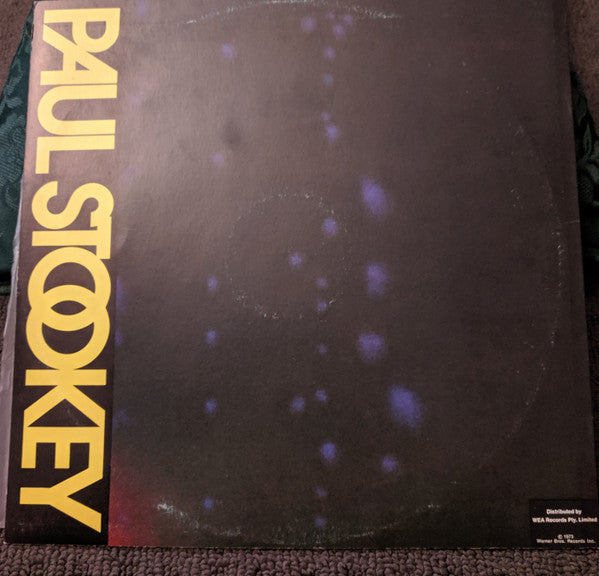 PAUL STOOKEY
Distributed by
WEA Records Pty. Limited
© 1973
Warner Bros. Records Inc.